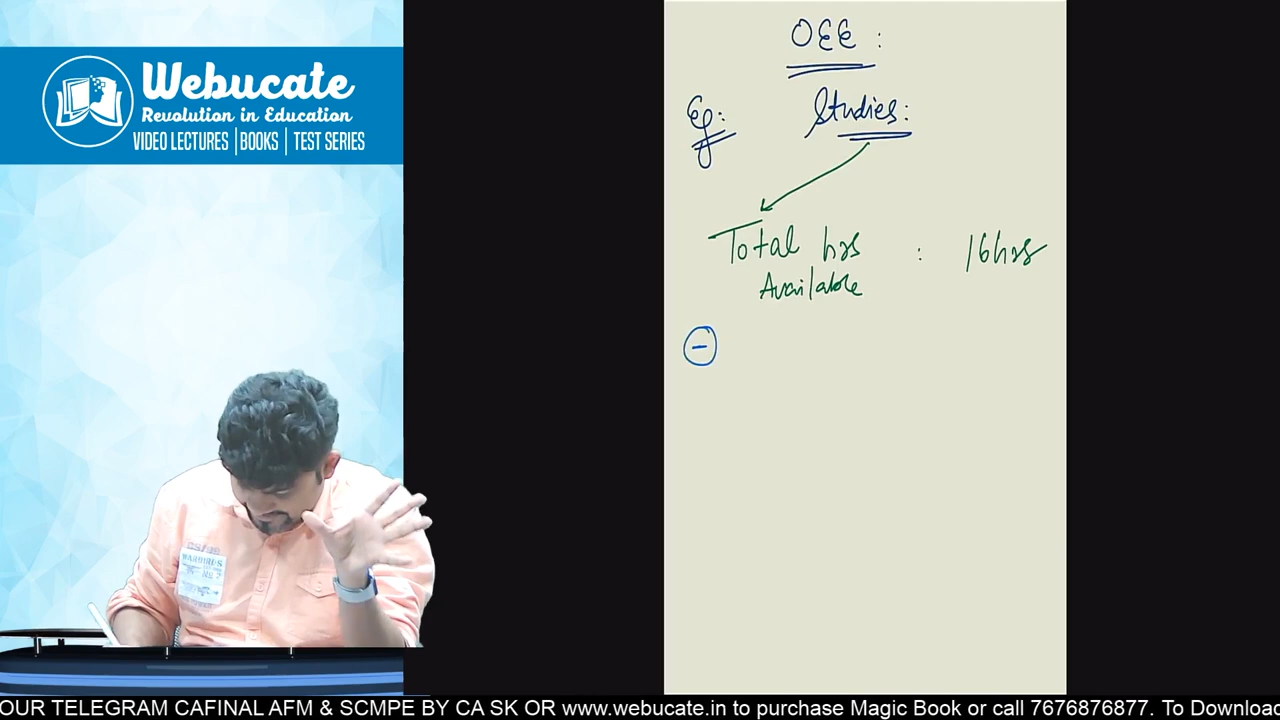 Webucate
Revolution in Education
VIDEO LECTURES | BOOKS | TEST SERIES
OEE :
Eg: Studies:
Total hrs : 16hrs
Available
-
OUR TELEGRAM CAFINAL AFM & SCMPE BY CA SK OR www.webucate.in to purchase Magic Book or call 7676876877. To Download